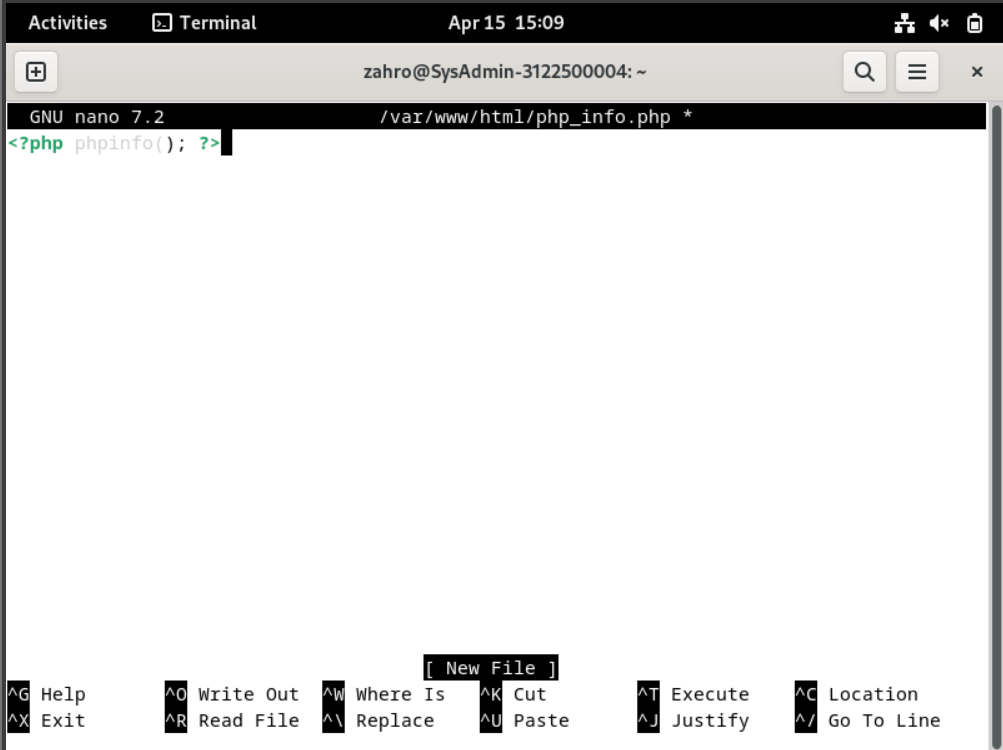 Activities Terminal Apr 15 15:09
zahro@SysAdmin-3122500004: ~
GNU nano 7.2 /var/www/html/php_info.php *
<?php phpinfo(); ?>
[ New File ]
^G Help ^O Write Out ^W Where Is ^K Cut ^T Execute ^C Location
^X Exit ^R Read File ^\ Replace ^U Paste ^J Justify ^/ Go To Line